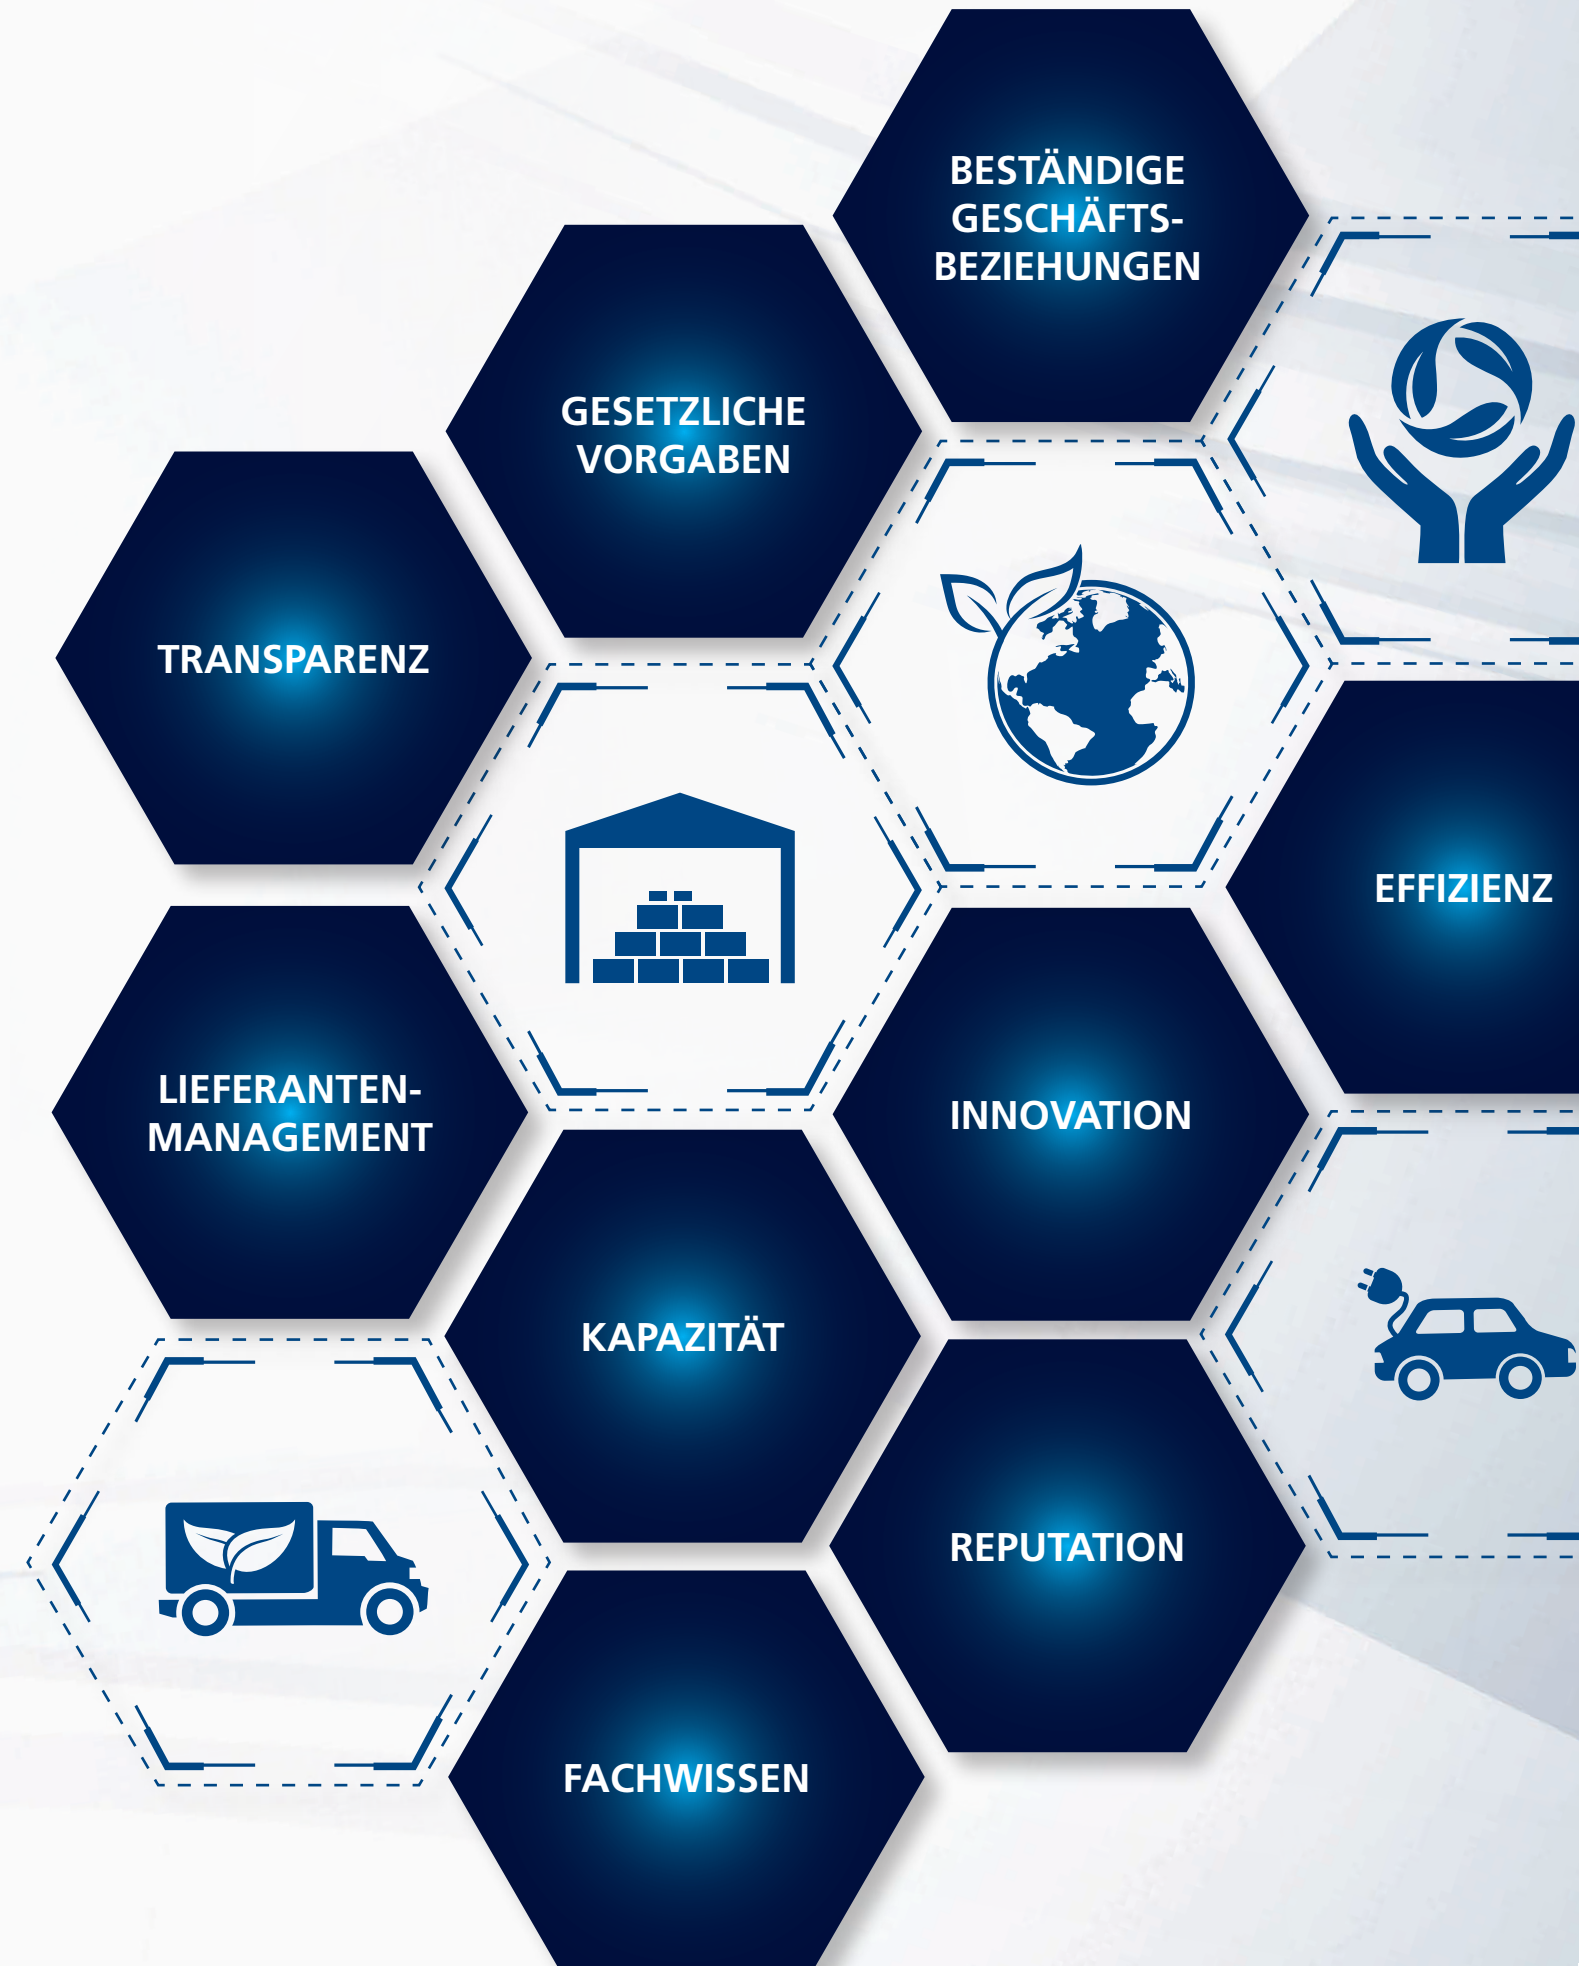 BESTÄNDIGE
GESCHÄFTS-
BEZIEHUNGEN
GESETZLICHE
VORGABEN
TRANSPARENZ
EFFIZIENZ
LIEFERANTEN-
MANAGEMENT
INNOVATION
KAPAZITÄT
REPUTATION
FACHWISSEN